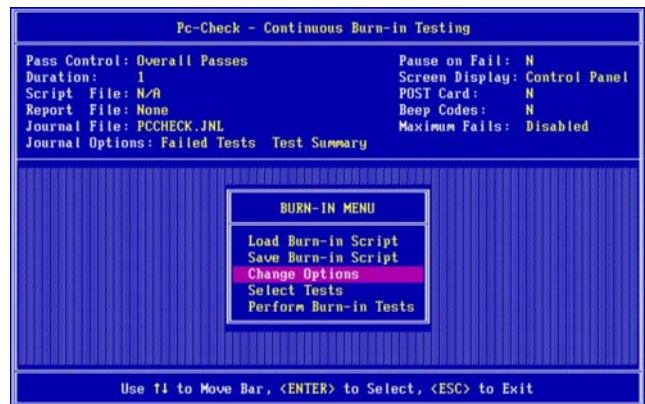 Pc-Check - Continuous Burn-in Testing
Pass Control: Overall Passes
Duration: 1
Script File: N/A
Report File: None
Journal File: PCCHECK.JNL
Journal Options: Failed Tests Test Summary
Pause on Fail: N
Screen Display: Control Panel
POST Card: N
Beep Codes: N
Maximum Fails: Disabled
BURN-IN MENU
Load Burn-in Script
Save Burn-in Script
Change Options
Select Tests
Perform Burn-in Tests
Use ↑↓ to Move Bar, <ENTER> to Select, <ESC> to Exit